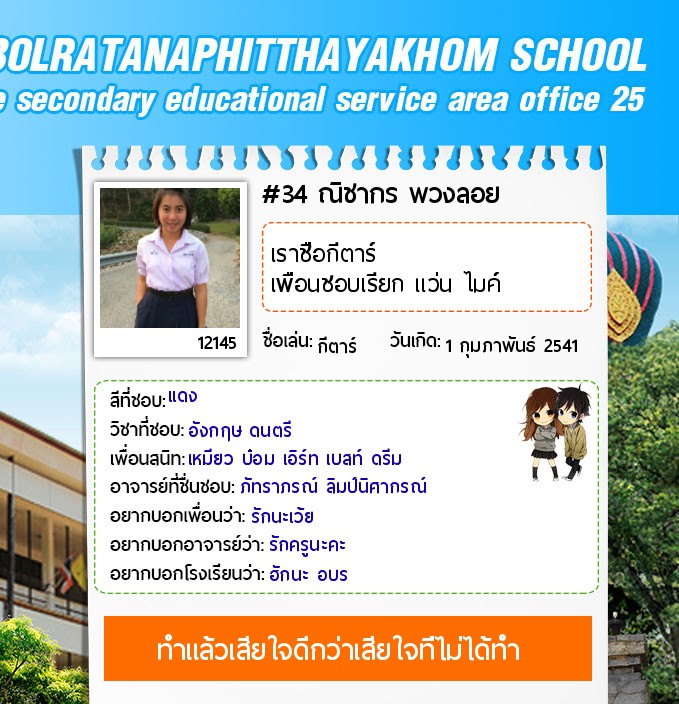 BOLRATANAPHITTHAYAKHOM SCHOOL
secondary educational service area office 25
#34 ณิชากร พวงลอย
เราชื่อกีตาร์
เพื่อนชอบเรียก แว่น ไมค์
12145
ชื่อเล่น: กีตาร์ วันเกิด: 1 กุมภาพันธ์ 2541
สีที่ชอบ: แดง
วิชาที่ชอบ: อังกฤษ ดนตรี
เพื่อนสนิท: เหมียว บ๋อม เอิร์ท เบสท์ ดรีม
อาจารย์ที่ชื่นชอบ: ภัทราภรณ์ ลิมป์นิศากรณ์
อยากบอกเพื่อนว่า: รักนะเว้ย
อยากบอกอาจารย์ว่า: รักครูนะคะ
อยากบอกโรงเรียนว่า: ฮักนะ อบร
ทำแล้วเสียใจดีกว่าเสียใจที่ไม่ได้ทำ